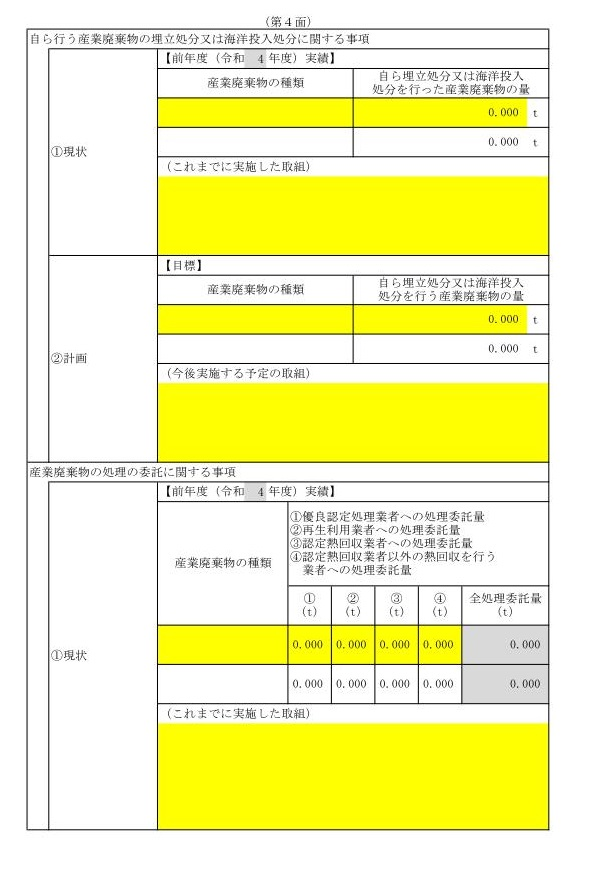 （第４面）
自ら行う産業廃棄物の埋立処分又は海洋投入処分に関する事項
①現状
【前年度（令和 4 年度）実績】
産業廃棄物の種類
自ら埋立処分又は海洋投入
処分を行った産業廃棄物の量
0.000 t
0.000 t
（これまでに実施した取組）
②計画
【目標】
産業廃棄物の種類
自ら埋立処分又は海洋投入
処分を行う産業廃棄物の量
0.000 t
0.000 t
（今後実施する予定の取組）
産業廃棄物の処理の委託に関する事項
①現状
【前年度（令和 4 年度）実績】
産業廃棄物の種類
①優良認定処理業者への処理委託量
②再生利用業者への処理委託量
③認定熱回収業者への処理委託量
④認定熱回収業者以外の熱回収を行う
業者への処理委託量
① ② ③ ④ 全処理委託量
(t) (t) (t) (t) (t)
0.000 0.000 0.000 0.000 0.000
0.000 0.000 0.000 0.000 0.000
（これまでに実施した取組）